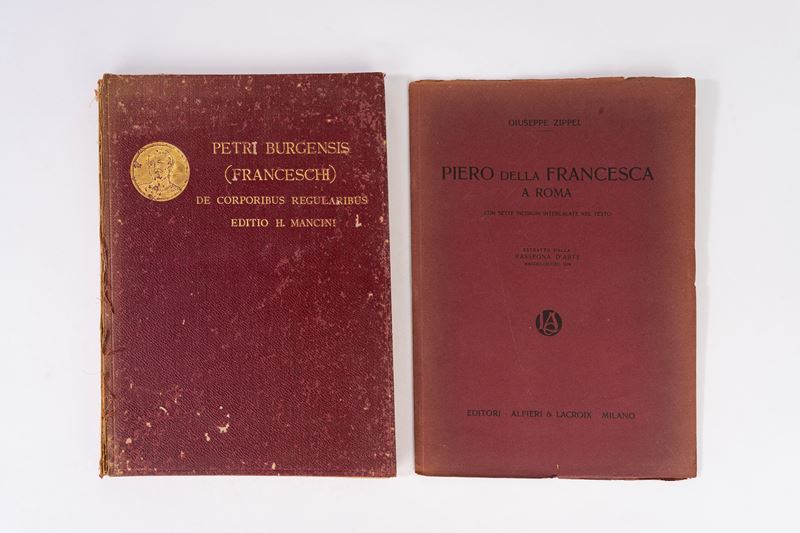 PETRI BURGENSIS
(FRANCESCHI)
DE CORPORIBUS REGULARIBUS
EDITIO H. MANCINI
GIUSEPPE ZIPPEL
PIERO DELLA FRANCESCA
A ROMA
CON SETTE INCISIONI INTERCALATE NEL TESTO
ESTRATTO DALLA
RASSEGNA D'ARTE
EDITORI ALFIERI & LACROIX MILANO